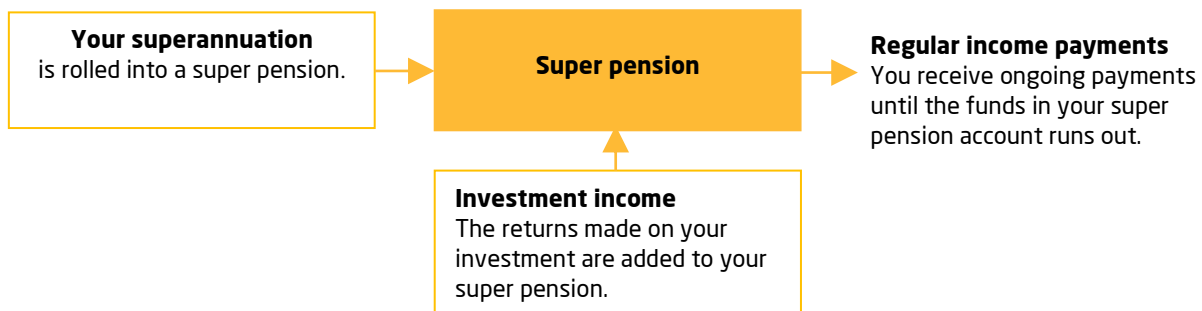 Your superannuation
is rolled into a super pension.
Super pension
Regular income payments
You receive ongoing payments
until the funds in your super
pension account runs out.
Investment income
The returns made on your
investment are added to your
super pension.